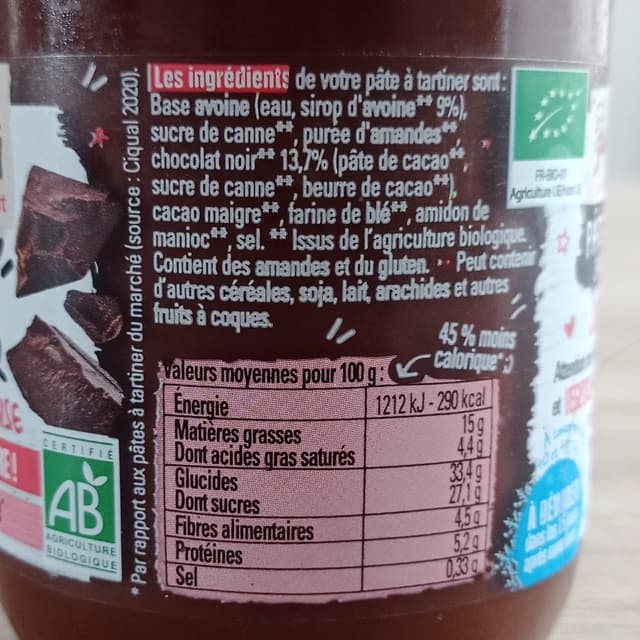 Les ingrédients de votre pâte à tartiner sont :
Base avoine (eau, sirop d'avoine** 9%),
sucre de canne**, purée d'amandes**,
chocolat noir** 13,7% (pâte de cacao**,
sucre de canne**, beurre de cacao**),
cacao maigre**, farine de blé**, amidon de
manioc**, sel. ** Issus de l'agriculture biologique.
Contient des amandes et du gluten. Peut contenir
d'autres céréales, soja, lait, arachides et autres
fruits à coques.
45 % moins
calorique* ;)
Valeurs moyennes pour 100 g :
Énergie 1212 kJ - 290 kcal
Matières grasses 15 g
Dont acides gras saturés 4,4 g
Glucides 33,4 g
Dont sucres 27,1 g
Fibres alimentaires 4,5 g
Protéines 5,2 g
Sel 0,33 g
* Par rapport aux pâtes à tartiner du marché (source : Ciqual 2020).
CERTIFIÉ
AB
AGRICULTURE
BIOLOGIQUE
FR-BIO-01
Agriculture